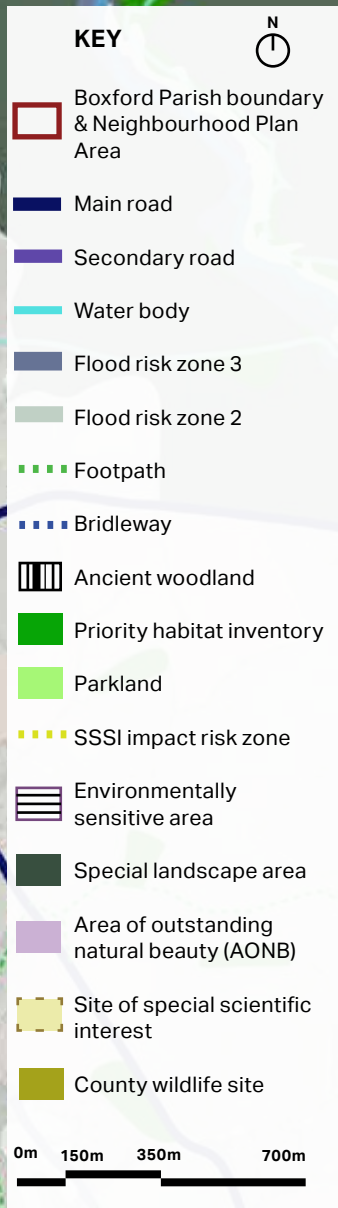 KEY
N
Boxford Parish boundary
& Neighbourhood Plan
Area
Main road
Secondary road
Water body
Flood risk zone 3
Flood risk zone 2
Footpath
Bridleway
Ancient woodland
Priority habitat inventory
Parkland
SSSI impact risk zone
Environmentally
sensitive area
Special landscape area
Area of outstanding
natural beauty (AONB)
Site of special scientific
interest
County wildlife site
0m 150m 350m 700m